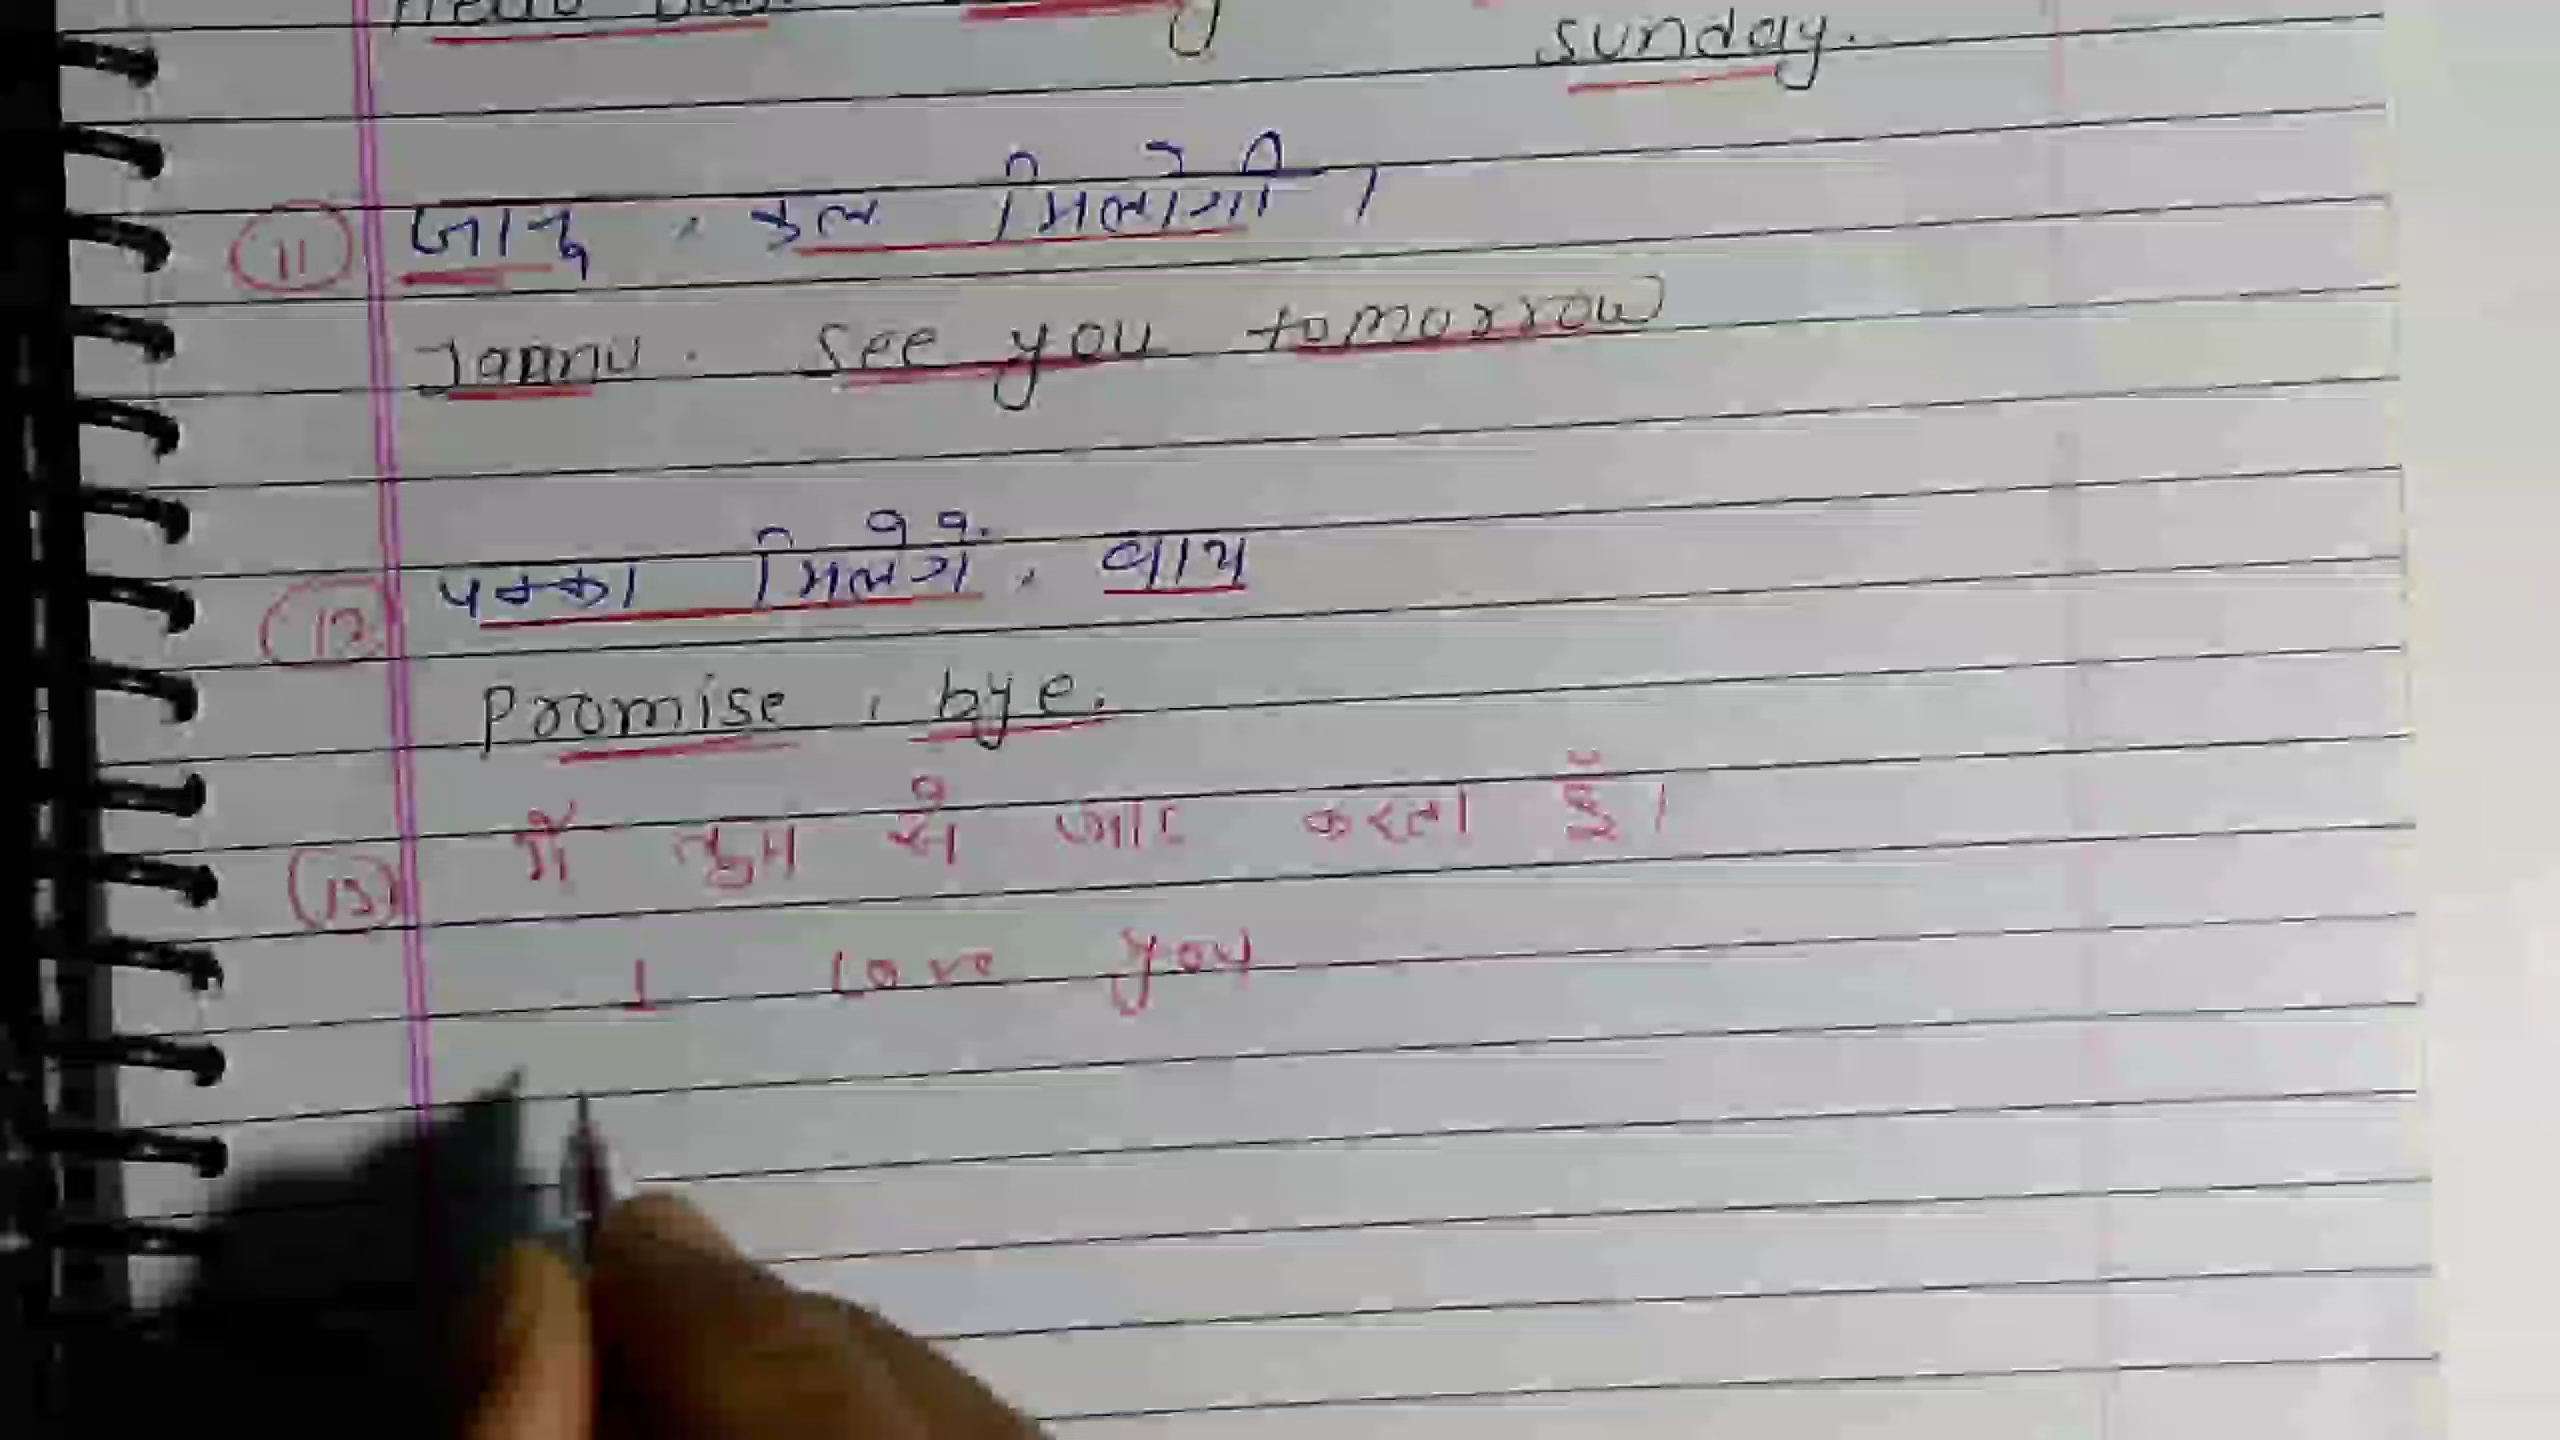 sunday.
11 जानू, कल मिलोगी।
Jaanu. See you tomorrow
12 पक्का मिलेंगे, बाय
Promise, bye.
13 मैं तुम से प्यार करता हूँ।
I love you